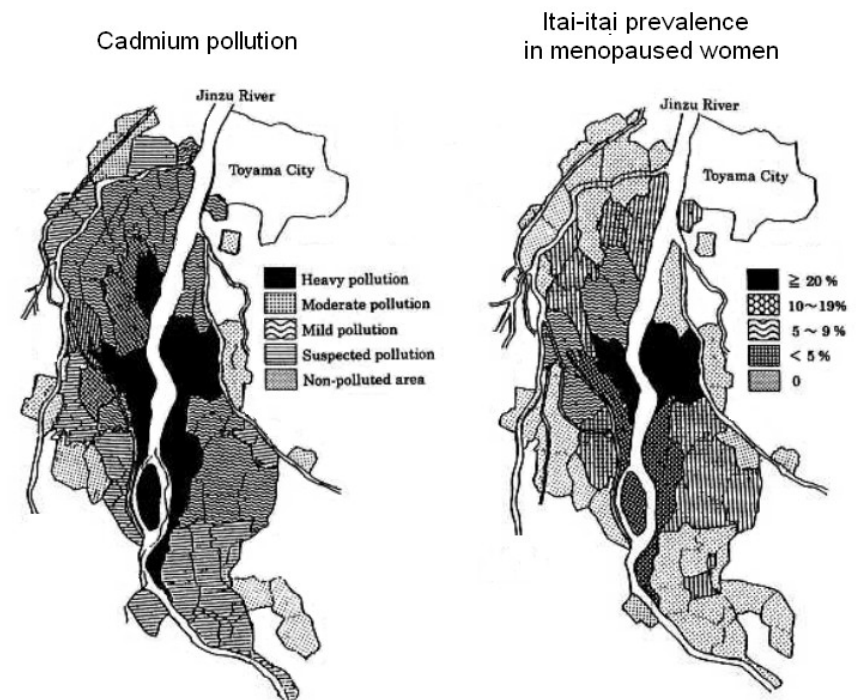 Cadmium pollution
Itai-itai prevalence
in menopaused women
Jinzu River
Toyama City
Heavy pollution
Moderate pollution
Mild pollution
Suspected pollution
Non-polluted area
Jinzu River
Toyama City
≧ 20 %
10~19%
5 ~ 9 %
< 5 %
0